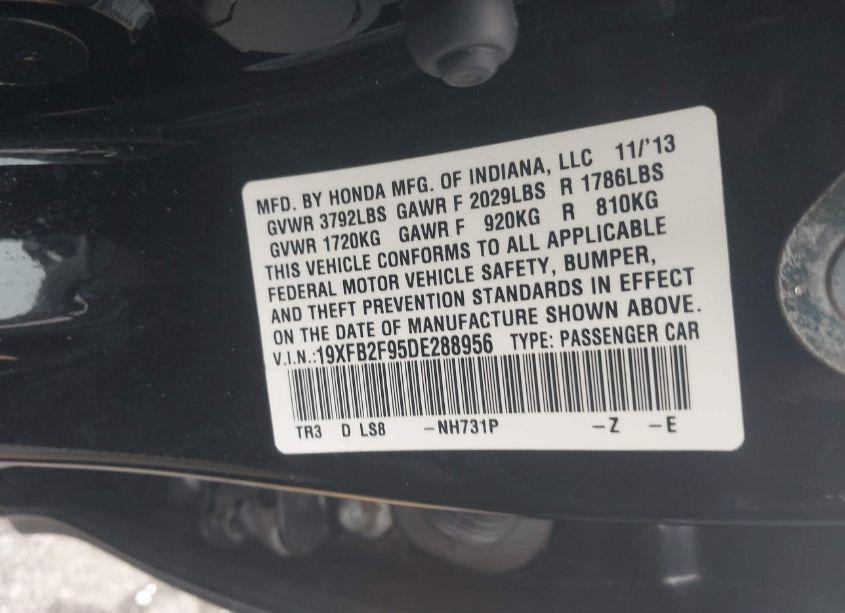 MFD. BY HONDA MFG. OF INDIANA, LLC 11/'13
GVWR 3792LBS GAWR F 2029LBS R 1786LBS
GVWR 1720KG GAWR F 920KG R 810KG
THIS VEHICLE CONFORMS TO ALL APPLICABLE
FEDERAL MOTOR VEHICLE SAFETY, BUMPER,
AND THEFT PREVENTION STANDARDS IN EFFECT
ON THE DATE OF MANUFACTURE SHOWN ABOVE.
V.I.N.:19XFB2F95DE288956 TYPE: PASSENGER CAR
TR3 D LS8 -NH731P -Z -E